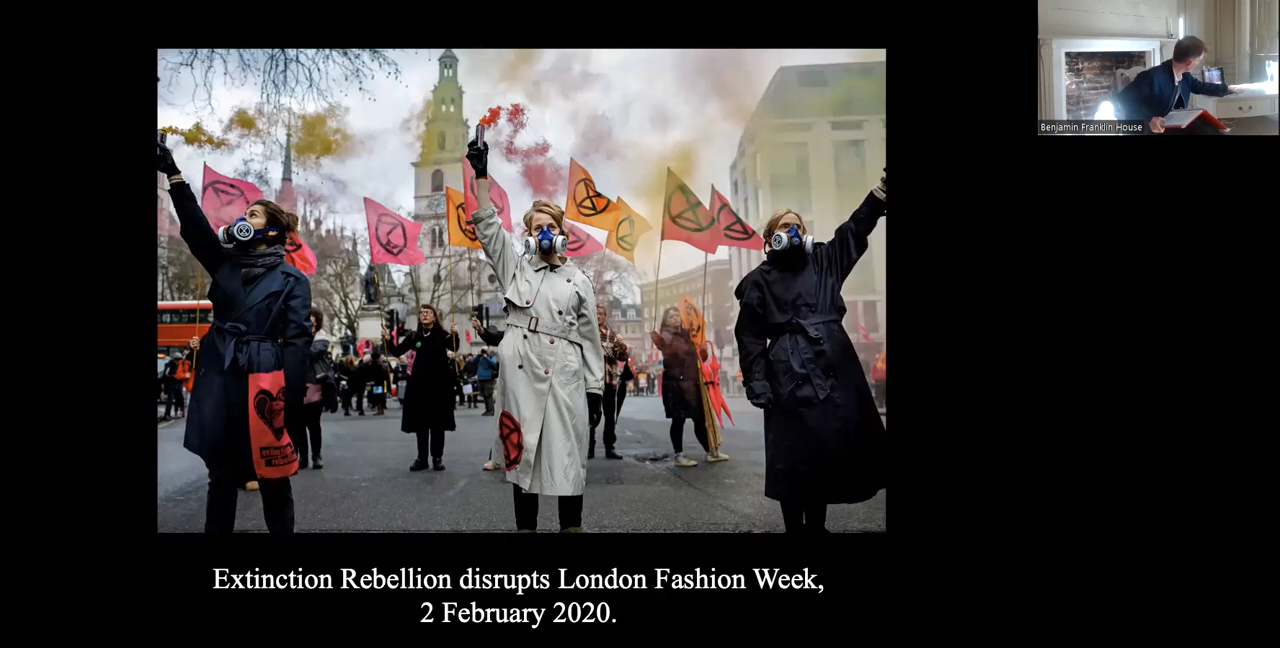 Benjamin Franklin House
Extinction Rebellion disrupts London Fashion Week,
2 February 2020.